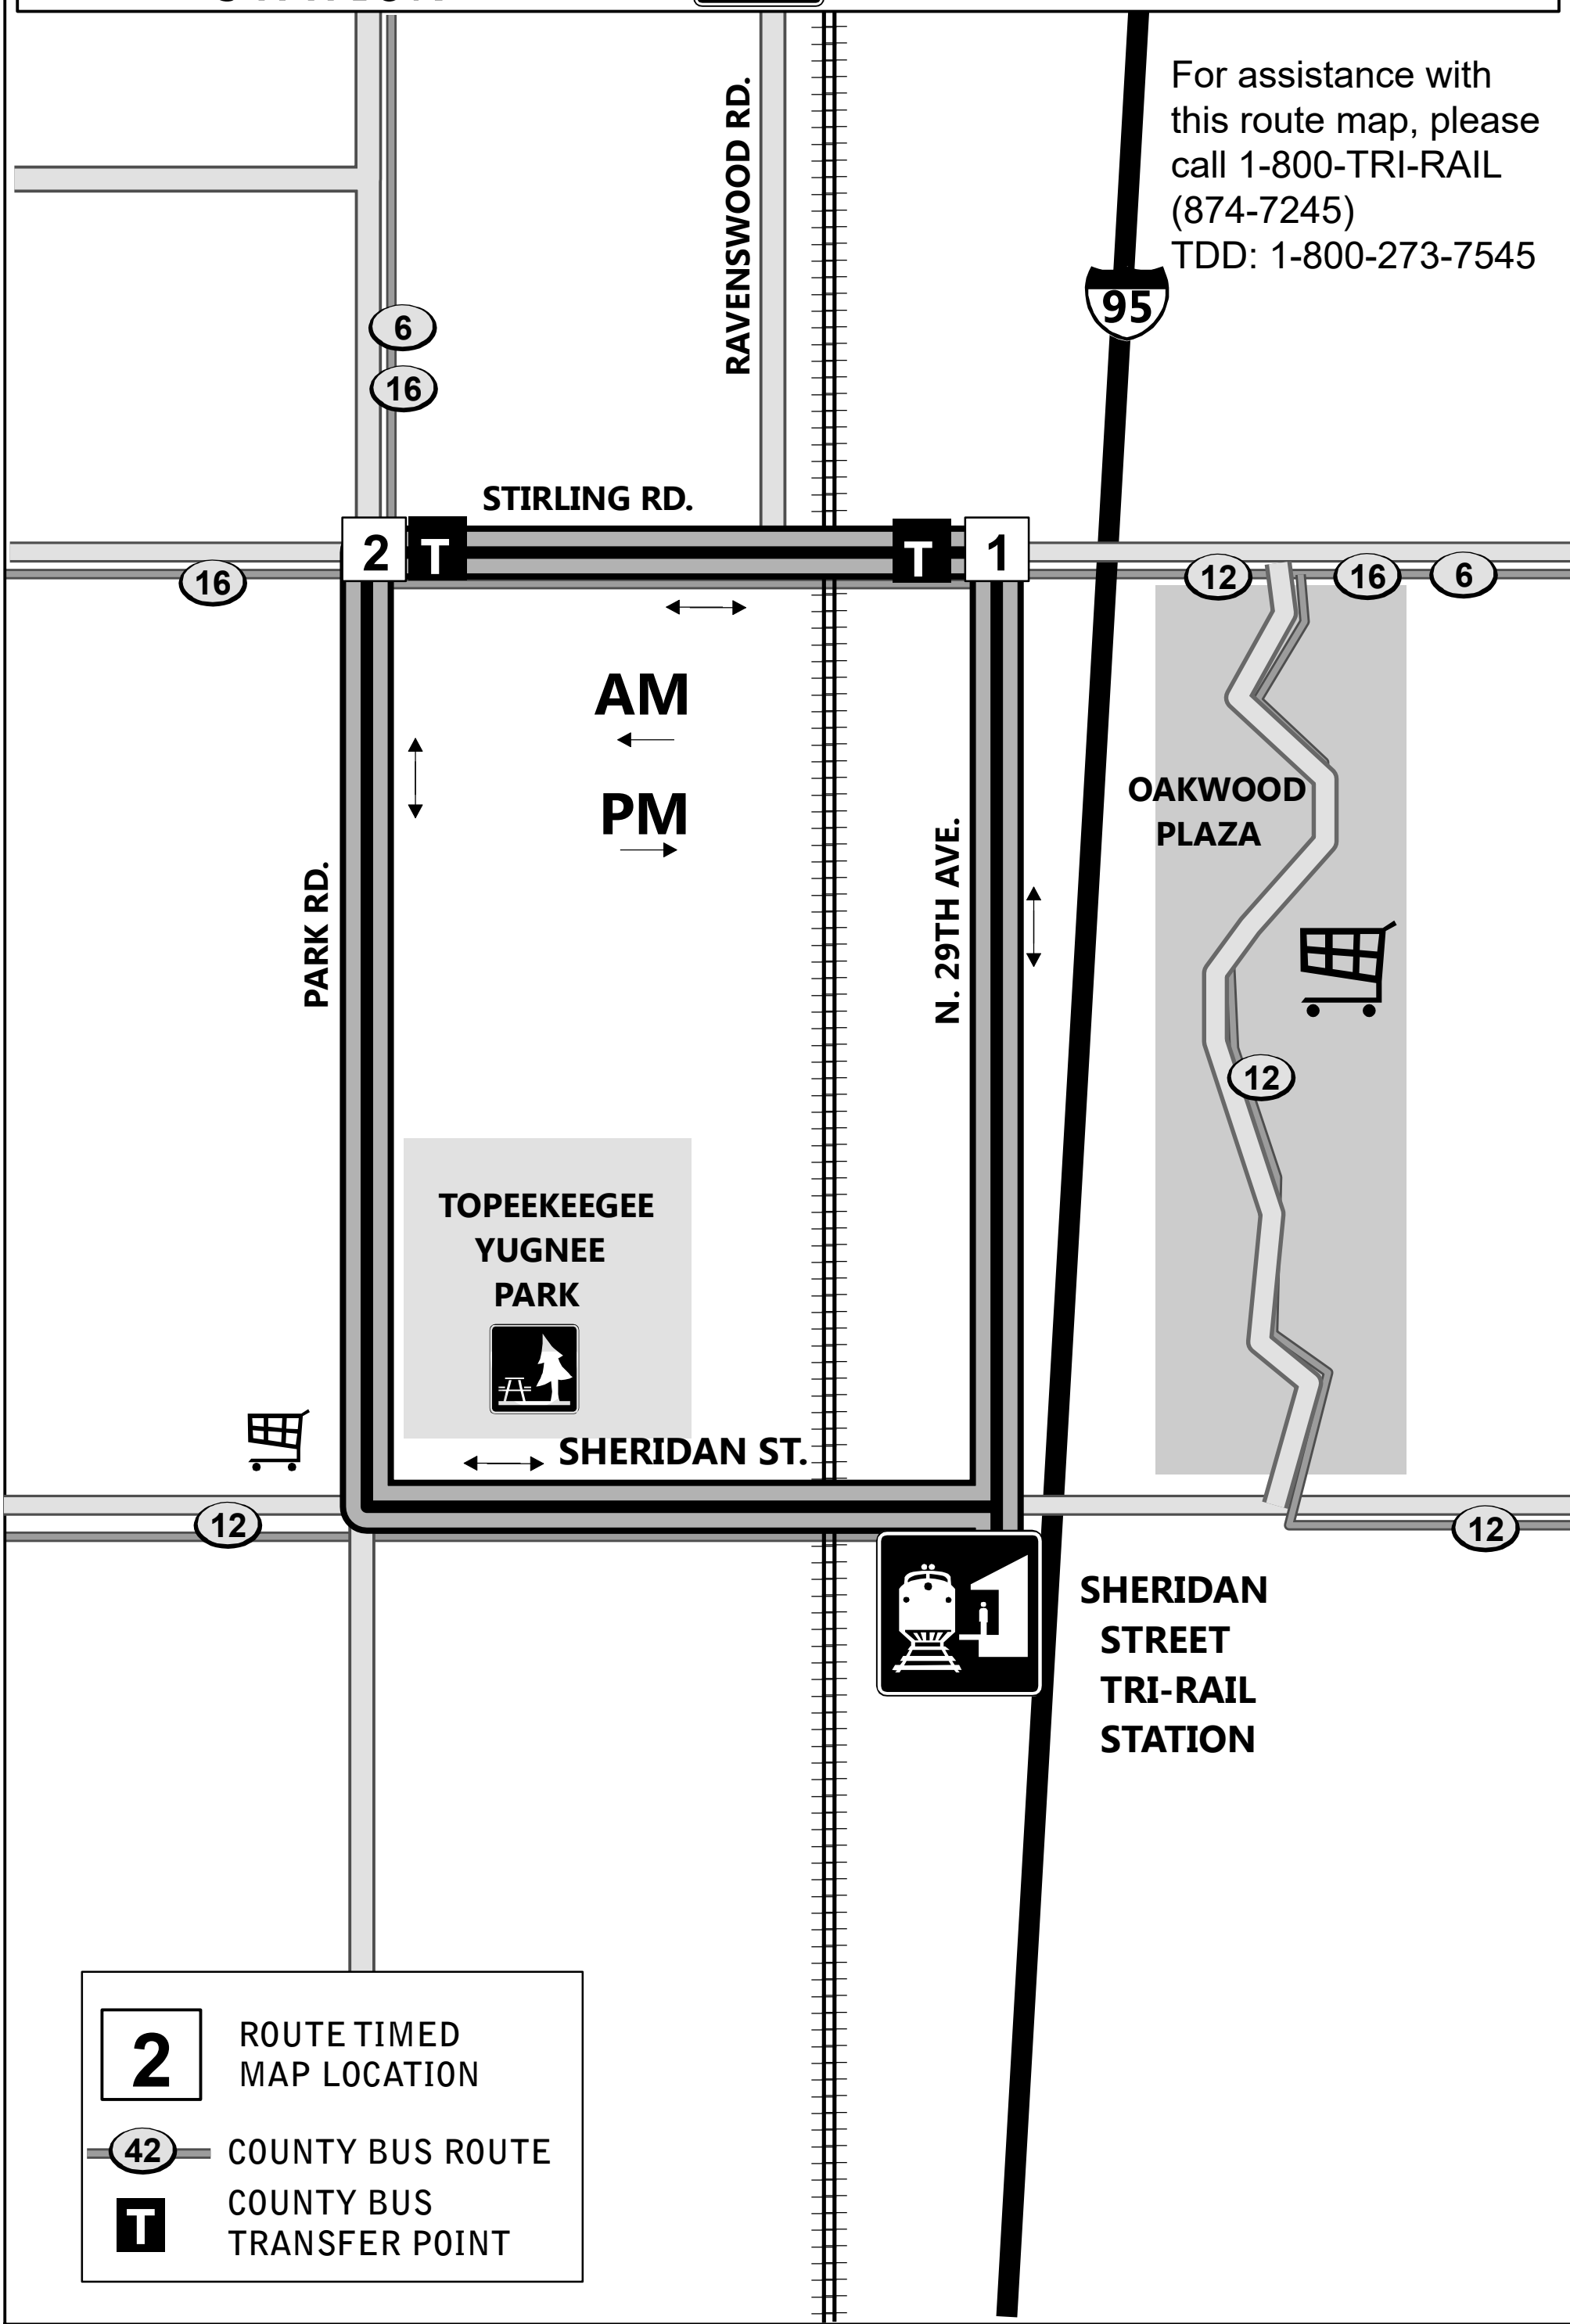 For assistance with
this route map, please
call 1-800-TRI-RAIL
(874-7245)
TDD: 1-800-273-7545
RAVENSWOOD RD.
95
6
16
STIRLING RD.
2
T
T
1
16
12
16
6
AM
PM
OAKWOOD
PLAZA
PARK RD.
N. 29TH AVE.
12
TOPEEKEEGEE
YUGNEE
PARK
SHERIDAN ST.
12
12
SHERIDAN
STREET
TRI-RAIL
STATION
2
ROUTE TIMED
MAP LOCATION
42
COUNTY BUS ROUTE
T
COUNTY BUS
TRANSFER POINT